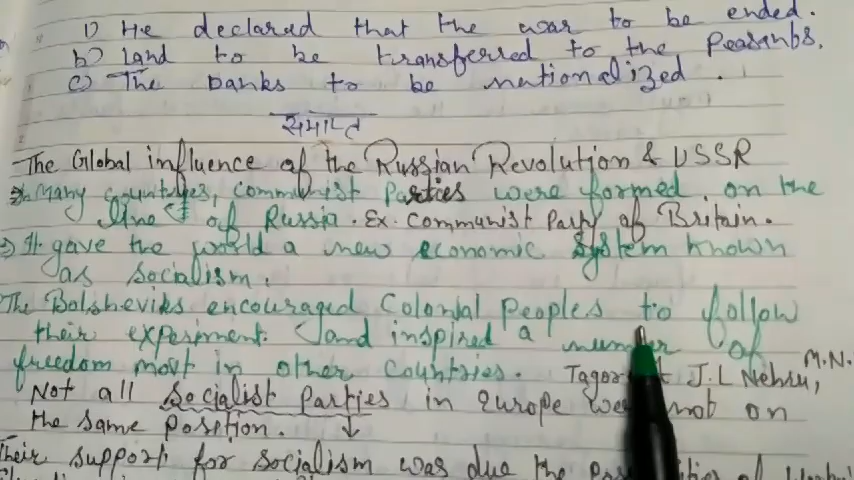 1) He declared that the war to be ended.
b) Land to be transferred to the Peasants.
c) The banks to be nationalized.
समाप्त
The Global influence of the Russian Revolution & USSR
Many countries, communist Parties were formed on the
line of Russia. Ex. Communist Party of Britain.
⇒ It gave the world a new economic system known
as socialism.
The Bolsheviks encouraged Colonial Peoples to follow
their experiment. and inspired a number of
freedom movt in other countries. J.L Nehru, M.N.
Not all Socialist Parties in Europe not on
the same position. ↓
Their support for socialism was due the of